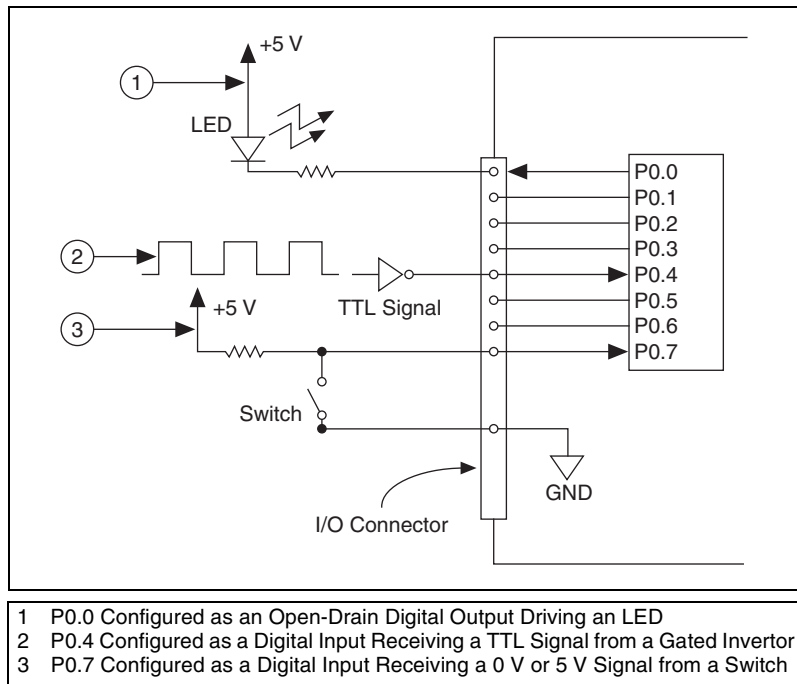 +5 V
1
LED
P0.0
P0.1
P0.2
P0.3
2
P0.4
TTL Signal
P0.5
+5 V
P0.6
3
P0.7
Switch
GND
I/O Connector
1 P0.0 Configured as an Open-Drain Digital Output Driving an LED
2 P0.4 Configured as a Digital Input Receiving a TTL Signal from a Gated Invertor
3 P0.7 Configured as a Digital Input Receiving a 0 V or 5 V Signal from a Switch